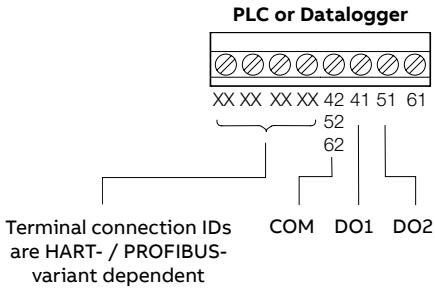 PLC or Datalogger
XX XX XX XX 42 41 51 61
52
62
Terminal connection IDs
are HART- / PROFIBUS-
variant dependent
COM DO1 DO2